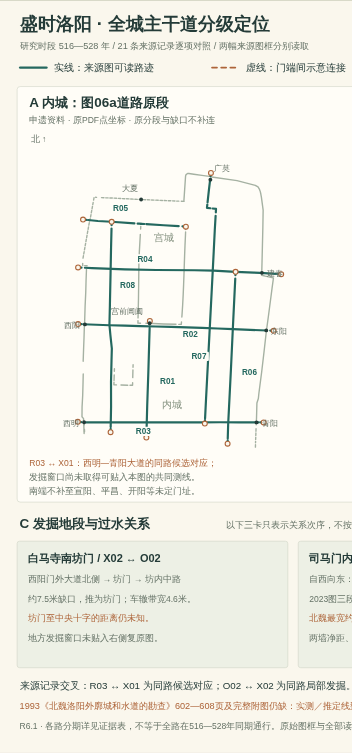 盛时洛阳 · 全城主干道分级定位
研究时段 516—528 年 / 21 条来源记录逐项对照 / 两幅来源图框分别读取
实线：来源图可读路迹
虚线：门端间示意连接
A 内城：图06a道路原段
申遗资料 · 原PDF点坐标 · 原分段与缺口不补连
北 ↑
广莫
大夏
R05
宫城
R04
R08
宫前阊阖
西阳
R02
R07
R01
R06
内城
西明
R03
青阳
R03 ↔ X01：西明—青阳大道的同路候选对应；
发掘窗口尚未取得可贴入本图的共同测线。
南端不补至宣阳、平昌、开阳等未定门址。
C 发掘地段与过水关系
以下三卡只表示关系次序，不按
白马寺南坊门 / X02 ↔ O02
西阳门外大道北侧 → 坊门 → 坊内中路
约7.5米缺口，推为坊门；车辙带宽4.6米。
坊门至中央十字的距离仍未知。
地方发掘窗口未贴入右侧复原图。
司马门内
自西向东：
2023图三段
北魏最宽约
两墙净距、
来源记录交叉：R03 ↔ X01 为同路候选对应；O02 ↔ X02 为同路局部发掘。
1993《北魏洛阳外廓城和水道的勘查》602—608页及完整附图仍缺：实测／推定线
R6.1 · 各路分期详见证据表，不等于全路在516—528年同期通行。原始图框与全部读